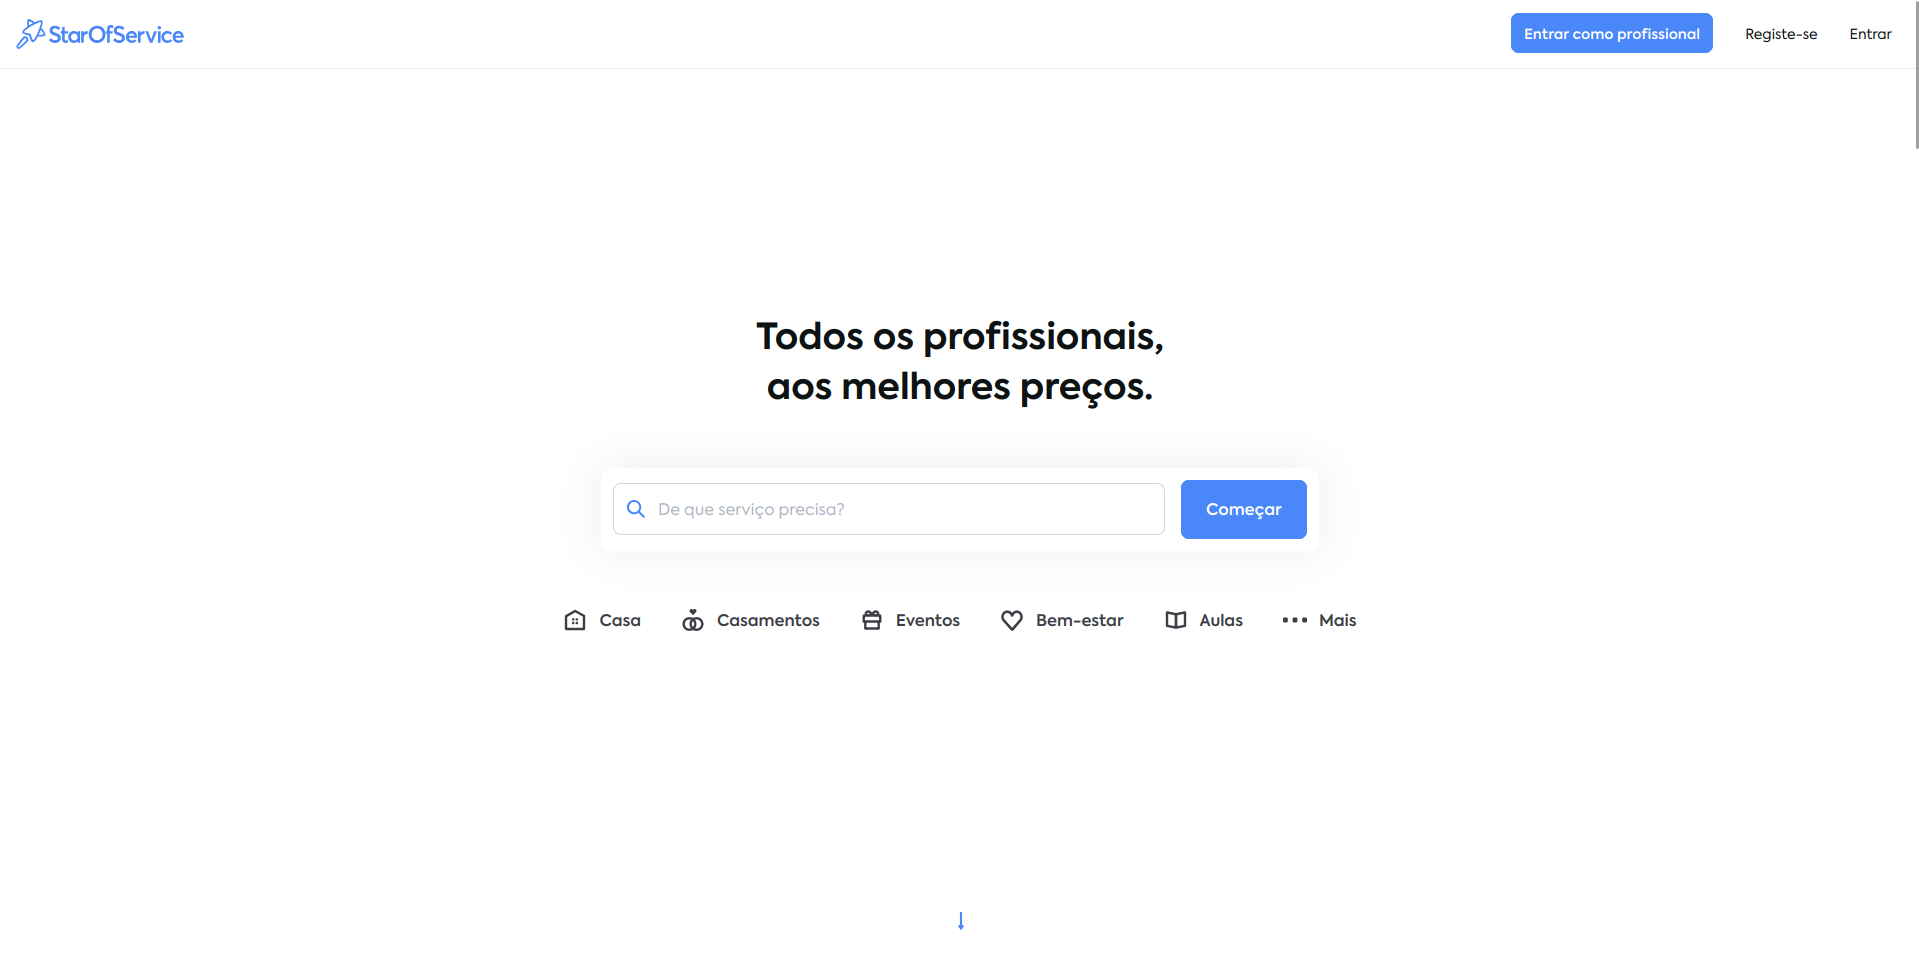 StarOfService
Entrar como profissional
Registe-se
Entrar
Todos os profissionais,
aos melhores preços.
De que serviço precisa?
Começar
Casa
Casamentos
Eventos
Bem-estar
Aulas
Mais